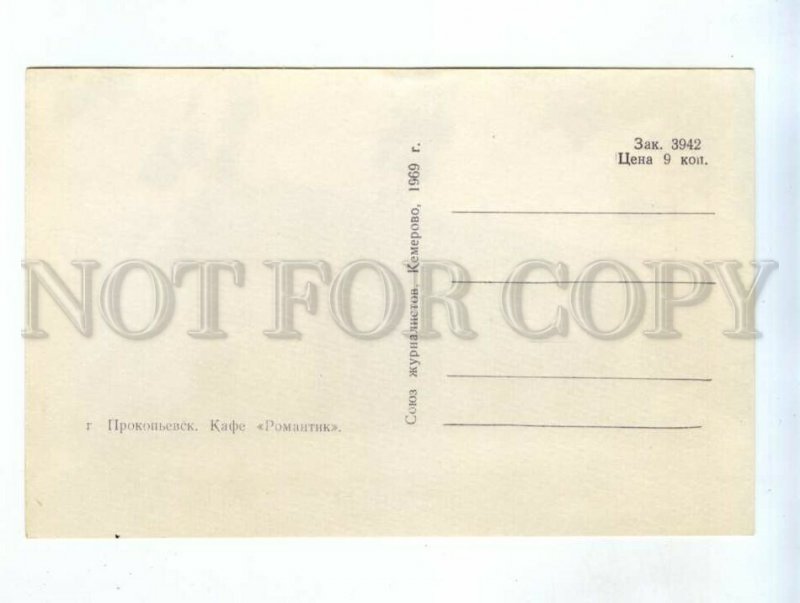 Зак. 3942
Цена 9 коп.
Союз журналистов, Кемерово, 1969 г.
NOT FOR COPY
г Прокопьевск. Кафе «Романтик».